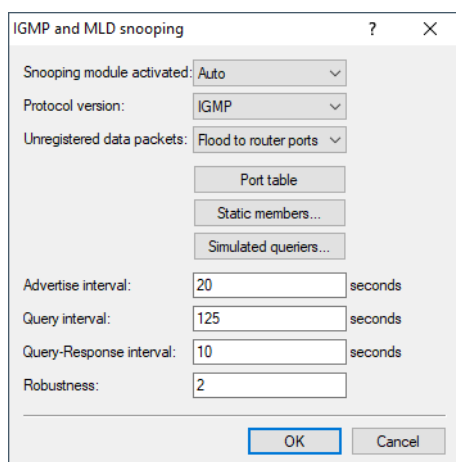 IGMP and MLD snooping ?
Snooping module activated: Auto
Protocol version: IGMP
Unregistered data packets: Flood to router ports
Port table
Static members...
Simulated queriers...
Advertise interval: 20 seconds
Query interval: 125 seconds
Query-Response interval: 10 seconds
Robustness: 2
OK Cancel